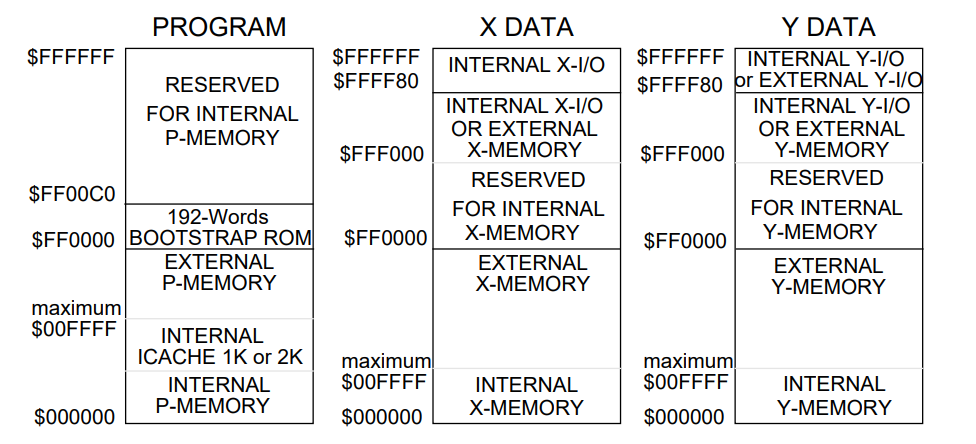 PROGRAM
$FFFFFF
RESERVED
FOR INTERNAL
P-MEMORY
$FF00C0
192-Words
$FF0000
BOOTSTRAP ROM
EXTERNAL
P-MEMORY
maximum
$00FFFF
INTERNAL
ICACHE 1K or 2K
INTERNAL
P-MEMORY
$000000
X DATA
$FFFFFF
INTERNAL X-I/O
$FFFF80
INTERNAL X-I/O
OR EXTERNAL
X-MEMORY
$FFF000
RESERVED
FOR INTERNAL
X-MEMORY
$FF0000
EXTERNAL
X-MEMORY
maximum
$00FFFF
INTERNAL
X-MEMORY
$000000
Y DATA
$FFFFFF
INTERNAL Y-I/O
or EXTERNAL Y-I/O
$FFFF80
INTERNAL Y-I/O
OR EXTERNAL
Y-MEMORY
$FFF000
RESERVED
FOR INTERNAL
Y-MEMORY
$FF0000
EXTERNAL
Y-MEMORY
maximum
$00FFFF
INTERNAL
Y-MEMORY
$000000